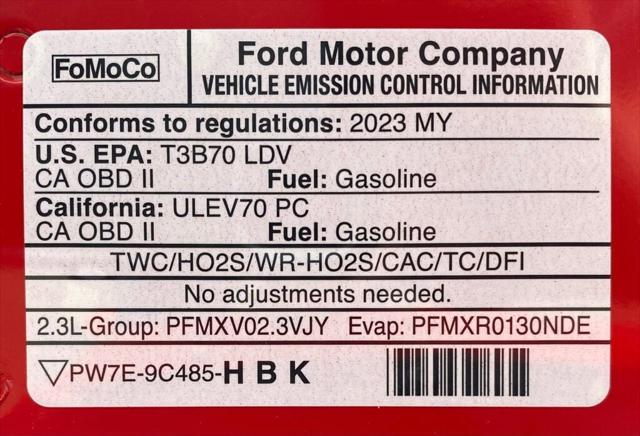 FoMoCo
Ford Motor Company
VEHICLE EMISSION CONTROL INFORMATION
Conforms to regulations: 2023 MY
U.S. EPA: T3B70 LDV
CA OBD II Fuel: Gasoline
California: ULEV70 PC
CA OBD II Fuel: Gasoline
TWC/HO2S/WR-HO2S/CAC/TC/DFI
No adjustments needed.
2.3L-Group: PFMXV02.3VJY Evap: PFMXR0130NDE
PW7E-9C485-H B K